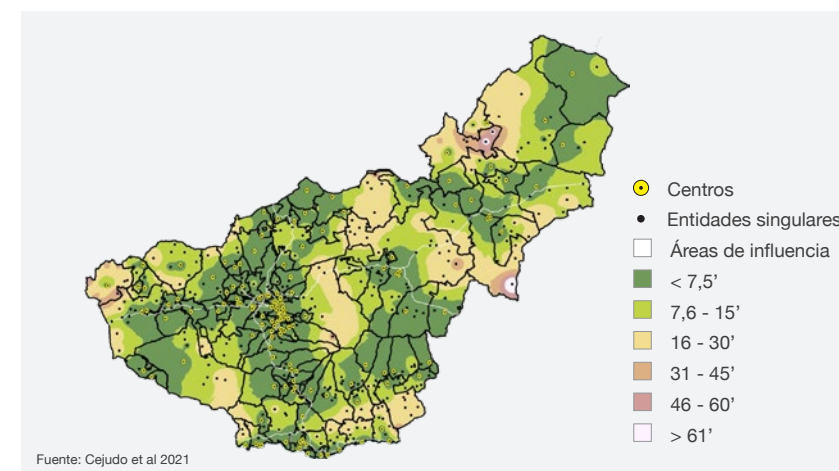 Centros
Entidades singulares
Áreas de influencia
< 7,5’
7,6 - 15’
16 - 30’
31 - 45’
46 - 60’
> 61’
Fuente: Cejudo et al 2021